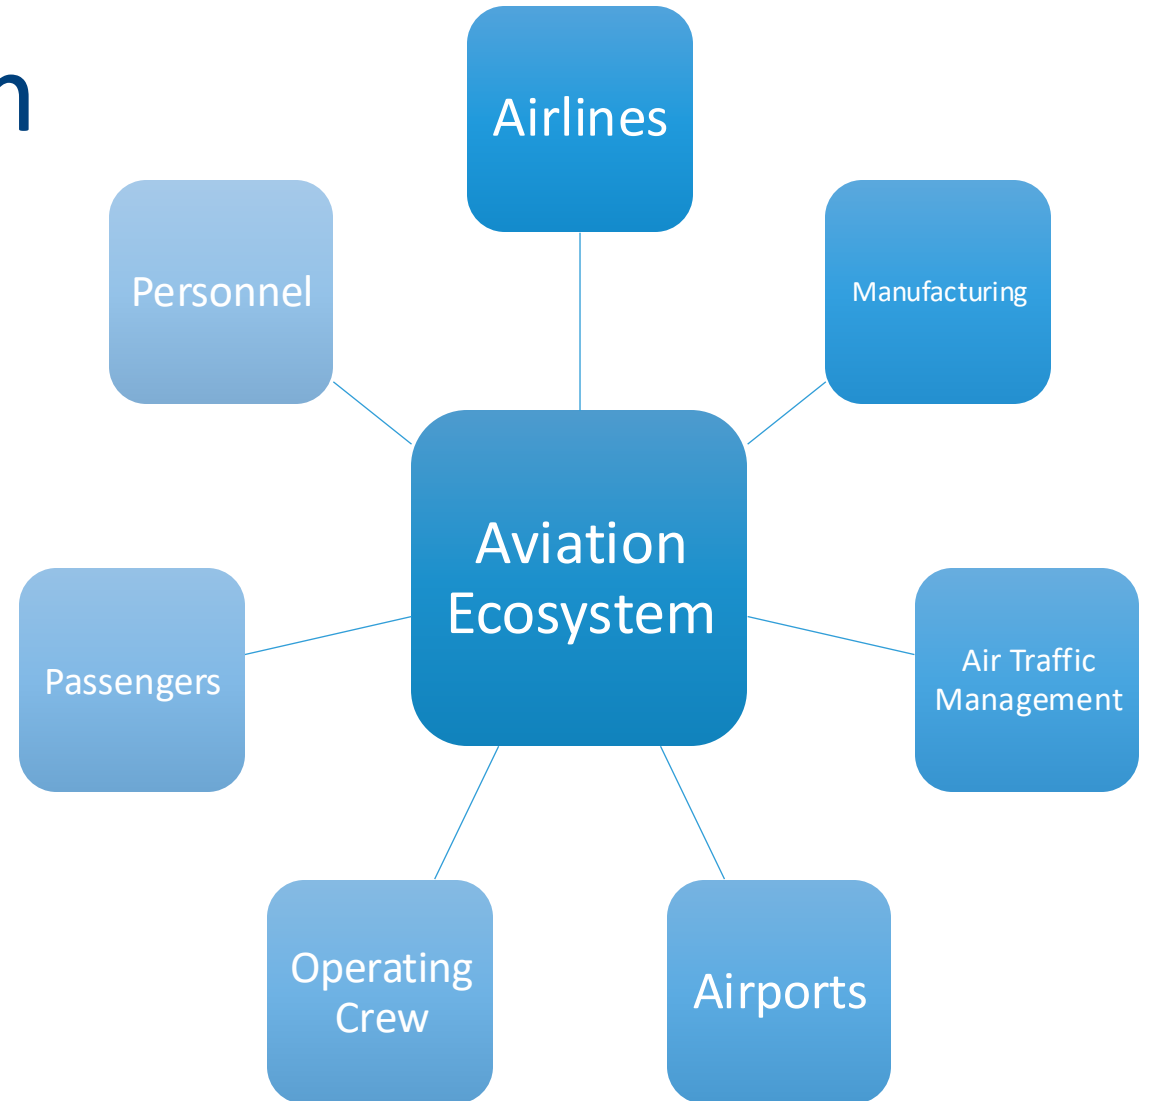 n
Airlines
Personnel
Manufacturing
Aviation
Ecosystem
Passengers
Air Traffic
Management
Operating
Crew
Airports